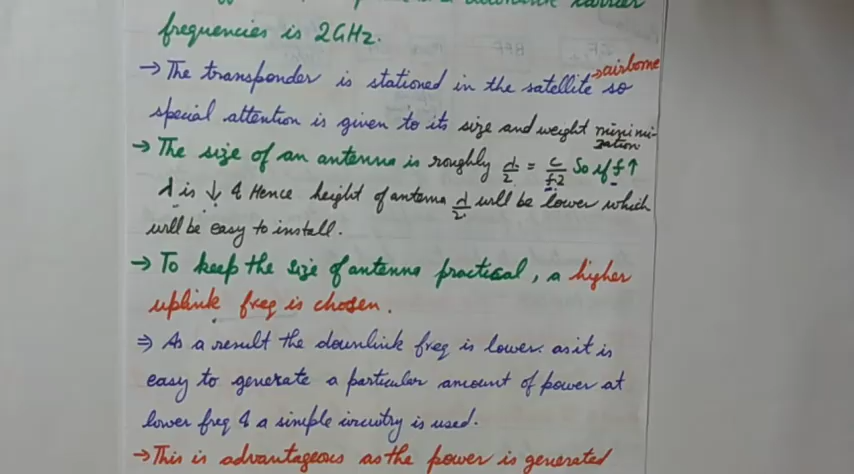 downlink carrier
frequencies is 2GHz.
→ The transponder is stationed in the satellite →airborne so
special attention is given to its size and weight minimization
→ The size of an antenna is roughly λ/2 = c/f·2 So if f↑
λ is ↓ & Hence height of antenna λ/2 will be lower which
will be easy to install.
→ To keep the size of antenna practical, a higher
uplink freq is chosen.
⇒ As a result the downlink freq is lower. as it is
easy to generate a particular amount of power at
lower freq & a simple circuitry is used.
→ This is advantageous as the power is generated